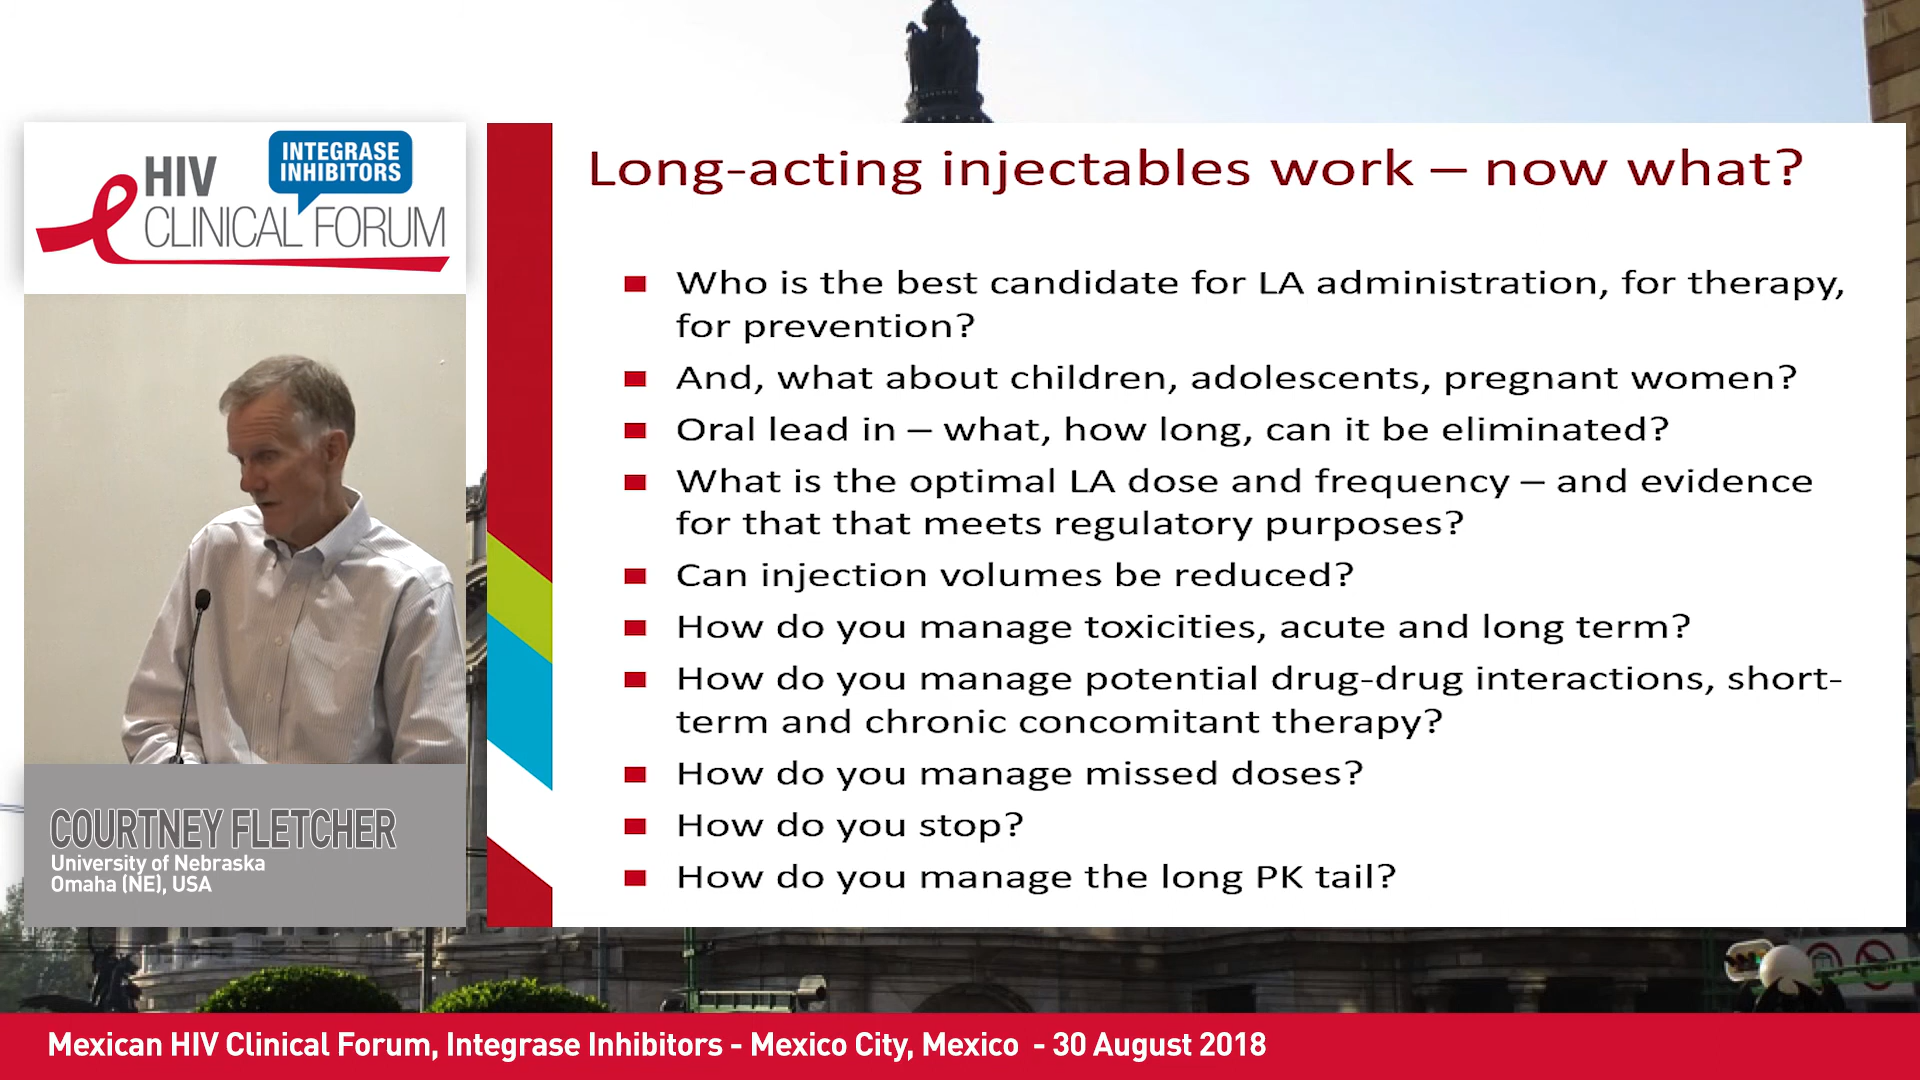 HIV
INTEGRASE
INHIBITORS
CLINICAL FORUM
COURTNEY FLETCHER
University of Nebraska
Omaha (NE), USA
Long-acting injectables work – now what?
Who is the best candidate for LA administration, for therapy,
for prevention?
And, what about children, adolescents, pregnant women?
Oral lead in – what, how long, can it be eliminated?
What is the optimal LA dose and frequency – and evidence
for that that meets regulatory purposes?
Can injection volumes be reduced?
How do you manage toxicities, acute and long term?
How do you manage potential drug-drug interactions, short-
term and chronic concomitant therapy?
How do you manage missed doses?
How do you stop?
How do you manage the long PK tail?
Mexican HIV Clinical Forum, Integrase Inhibitors - Mexico City, Mexico - 30 August 2018